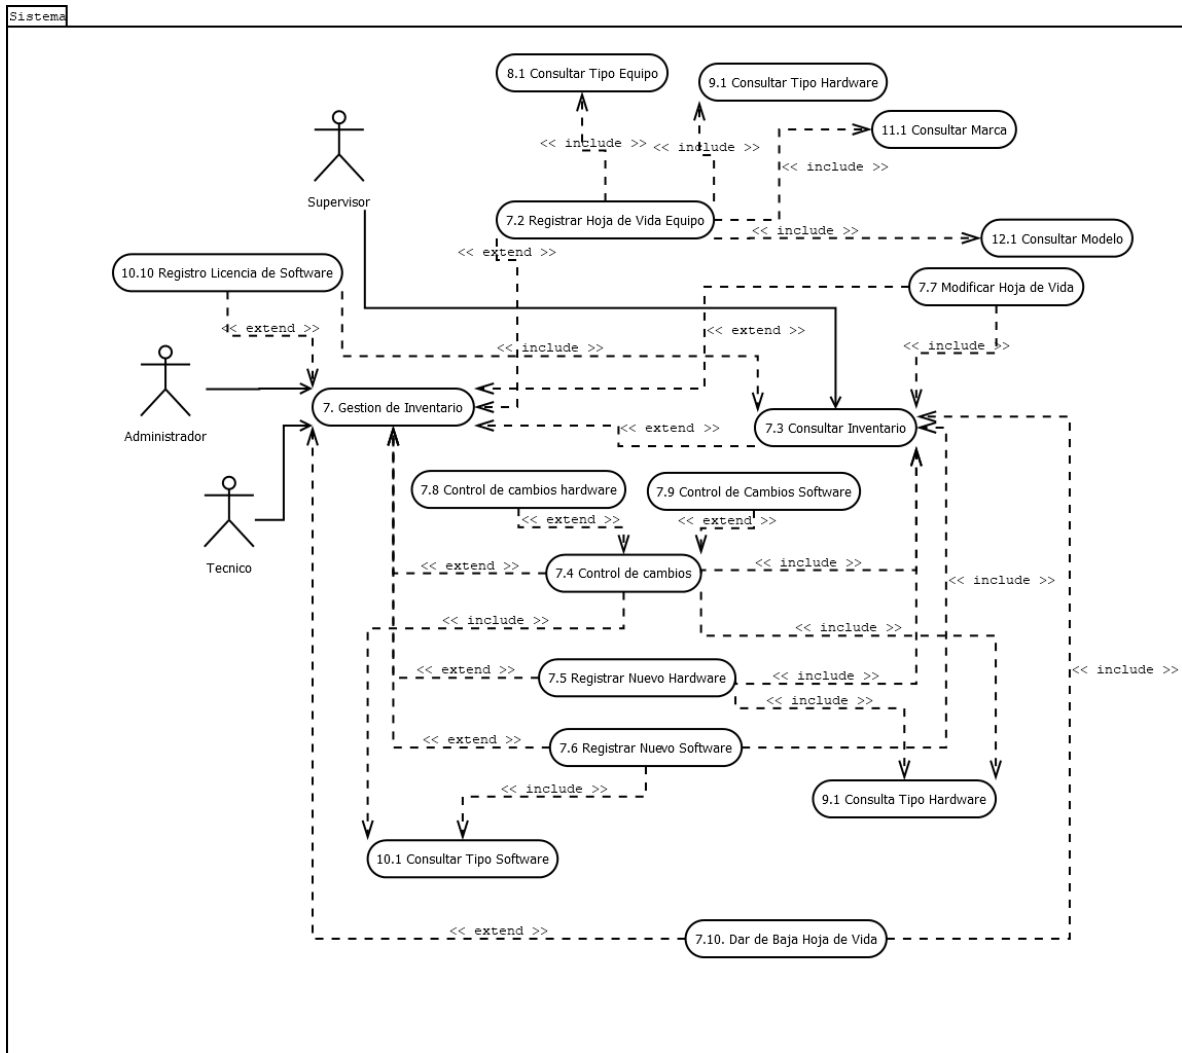 Sistema
8.1 Consultar Tipo Equipo
9.1 Consultar Tipo Hardware
11.1 Consultar Marca
<< include >>
<< include >>
<< include >>
Supervisor
7.2 Registrar Hoja de Vida Equipo
<< include >>
12.1 Consultar Modelo
<< extend >>
10.10 Registro Licencia de Software
7.7 Modificar Hoja de Vida
<< extend >>
<< extend >>
<< include >>
<< include >>
Administrador
7. Gestion de Inventario
7.3 Consultar Inventario
<< extend >>
7.8 Control de cambios hardware
7.9 Control de Cambios Software
<< extend >>
<< extend >>
Tecnico
<< extend >>
7.4 Control de cambios
<< include >>
<< include >>
<< include >>
<< include >>
<< extend >>
7.5 Registrar Nuevo Hardware
<< include >>
<< include >>
<< include >>
<< extend >>
7.6 Registrar Nuevo Software
<< include >>
9.1 Consulta Tipo Hardware
10.1 Consultar Tipo Software
<< extend >>
7.10. Dar de Baja Hoja de Vida